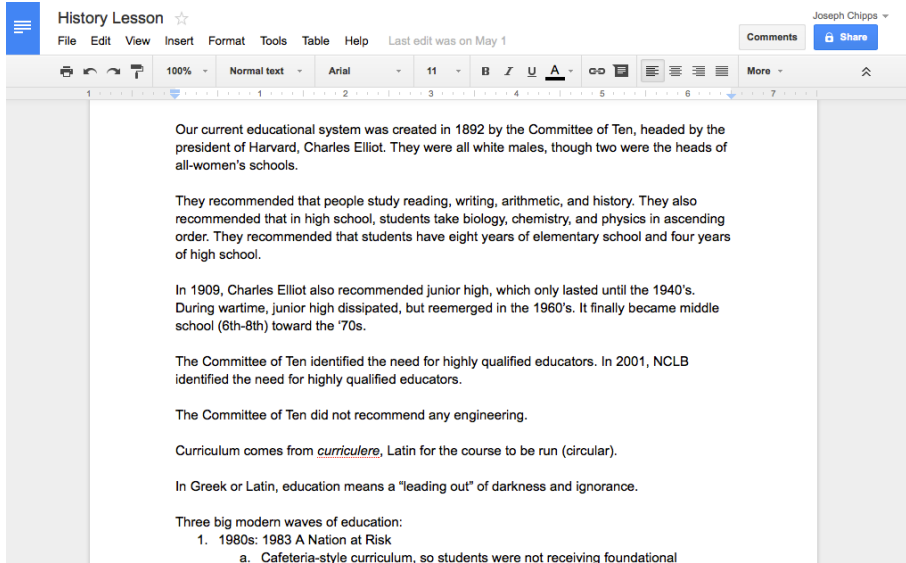 History Lesson
Joseph Chipps
File Edit View Insert Format Tools Table Help Last edit was on May 1
Comments
Share
100% Normal text Arial 11 B I U A More
1 1 2 3 4 5 6 7
Our current educational system was created in 1892 by the Committee of Ten, headed by the
president of Harvard, Charles Elliot. They were all white males, though two were the heads of
all-women's schools.
They recommended that people study reading, writing, arithmetic, and history. They also
recommended that in high school, students take biology, chemistry, and physics in ascending
order. They recommended that students have eight years of elementary school and four years
of high school.
In 1909, Charles Elliot also recommended junior high, which only lasted until the 1940's.
During wartime, junior high dissipated, but reemerged in the 1960's. It finally became middle
school (6th-8th) toward the '70s.
The Committee of Ten identified the need for highly qualified educators. In 2001, NCLB
identified the need for highly qualified educators.
The Committee of Ten did not recommend any engineering.
Curriculum comes from curriculere, Latin for the course to be run (circular).
In Greek or Latin, education means a “leading out” of darkness and ignorance.
Three big modern waves of education:
1. 1980s: 1983 A Nation at Risk
a. Cafeteria-style curriculum, so students were not receiving foundational